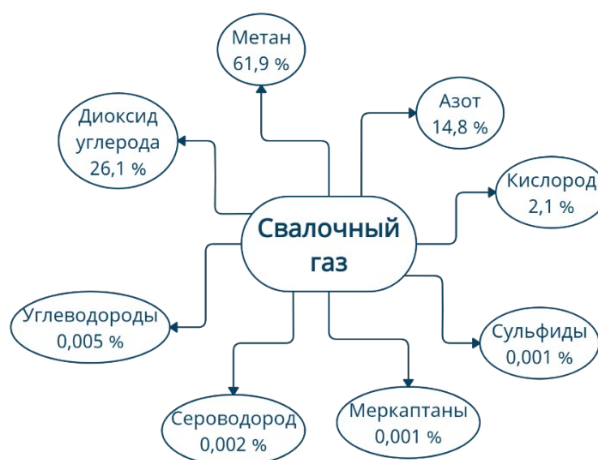 Метан
61,9 %
Азот
14,8 %
Диоксид
углерода
26,1 %
Кислород
2,1 %
Свалочный
газ
Углеводороды
0,005 %
Сульфиды
0,001 %
Сероводород
0,002 %
Меркаптаны
0,001 %